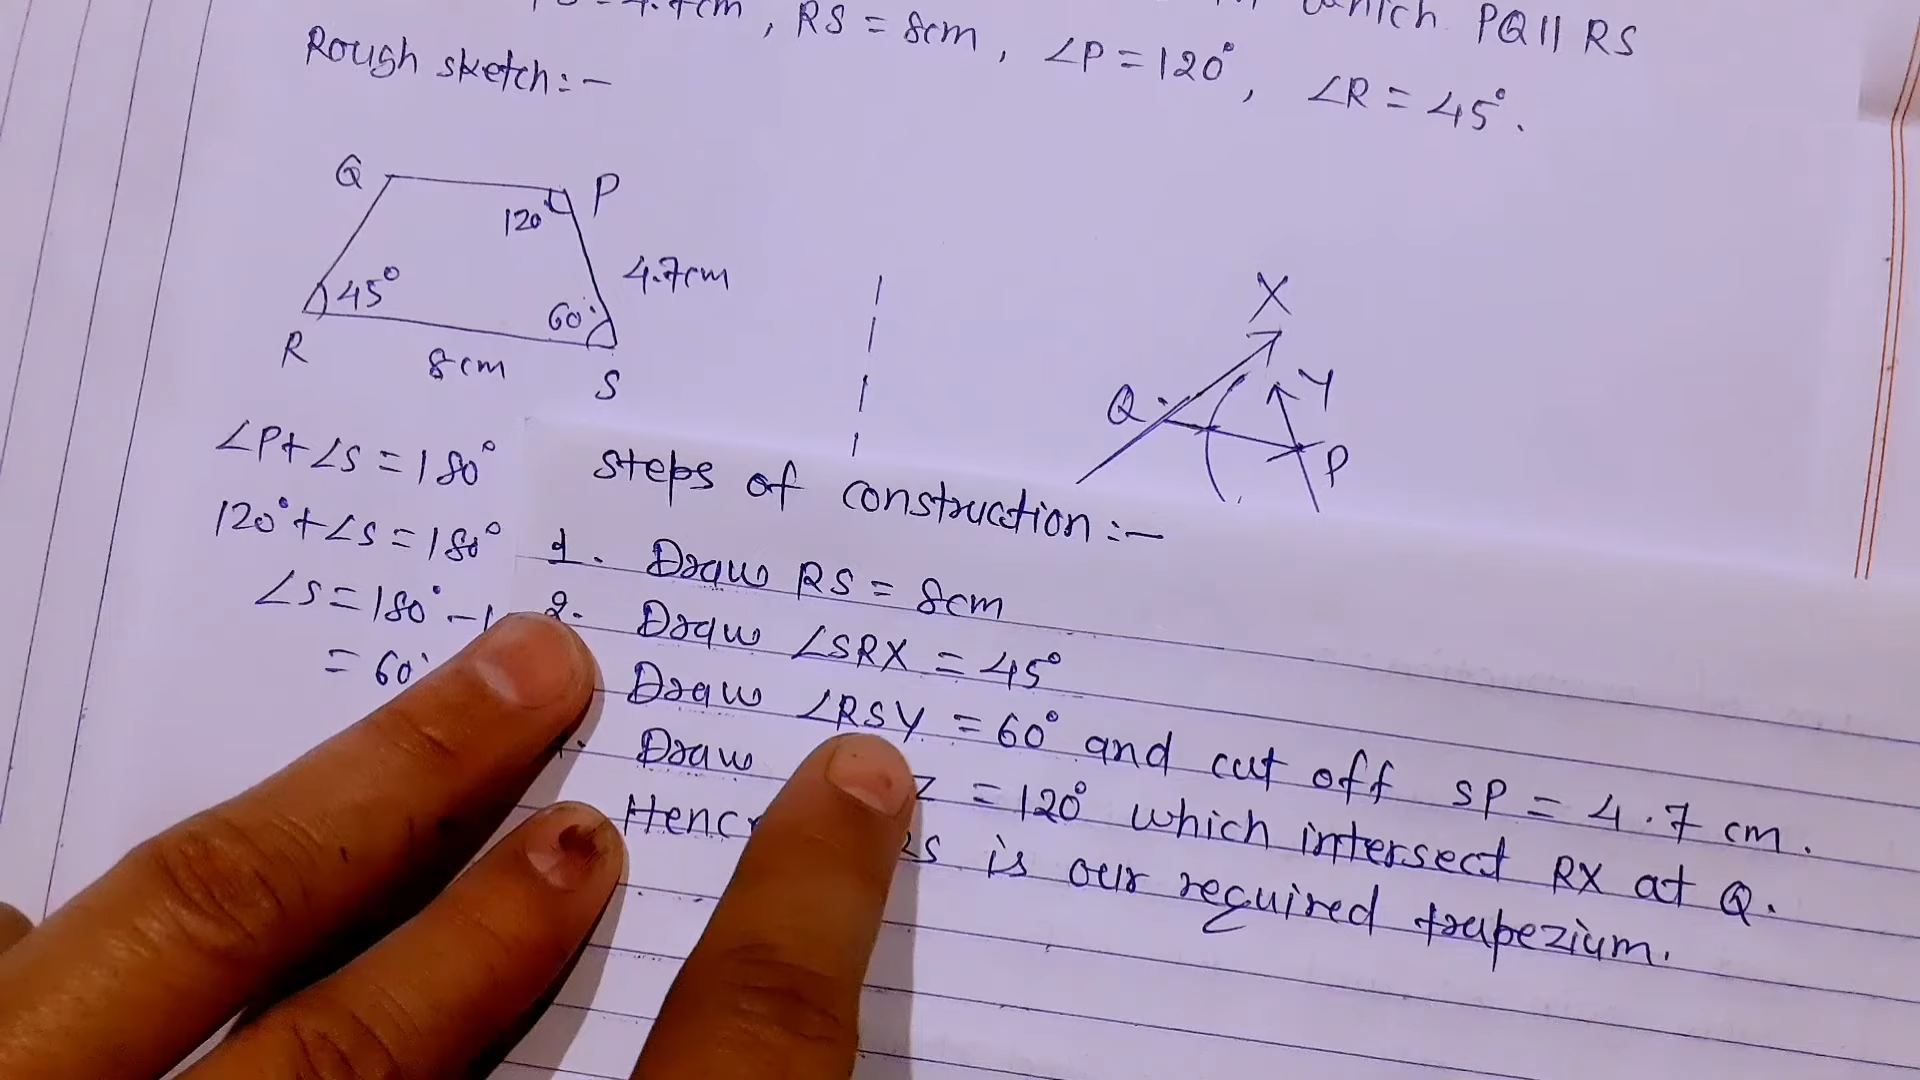 which PQ || RS
= 4.7cm, RS = 8cm, ∠P = 120°, ∠R = 45°.
Rough sketch:-
Q
P
120
4.7cm
45°
60°
R
8cm
S
X
Y
Q
P
∠P + ∠S = 180°
120° + ∠S = 180°
∠S = 180° -
= 60°
steps of construction:-
1. Draw RS = 8cm
2. Draw ∠SRX = 45°
Draw ∠RSY = 60° and cut off SP = 4.7 cm.
Draw Z = 120° which intersect RX at Q.
is our required trapezium.